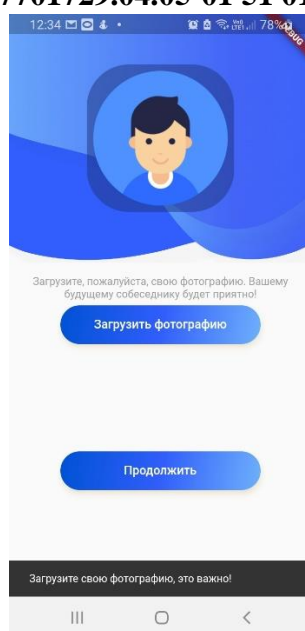 12:34
78%
Загрузите, пожалуйста, свою фотографию. Вашему
будущему собеседнику будет приятно!
Загрузить фотографию
Продолжить
Загрузите свою фотографию, это важно!